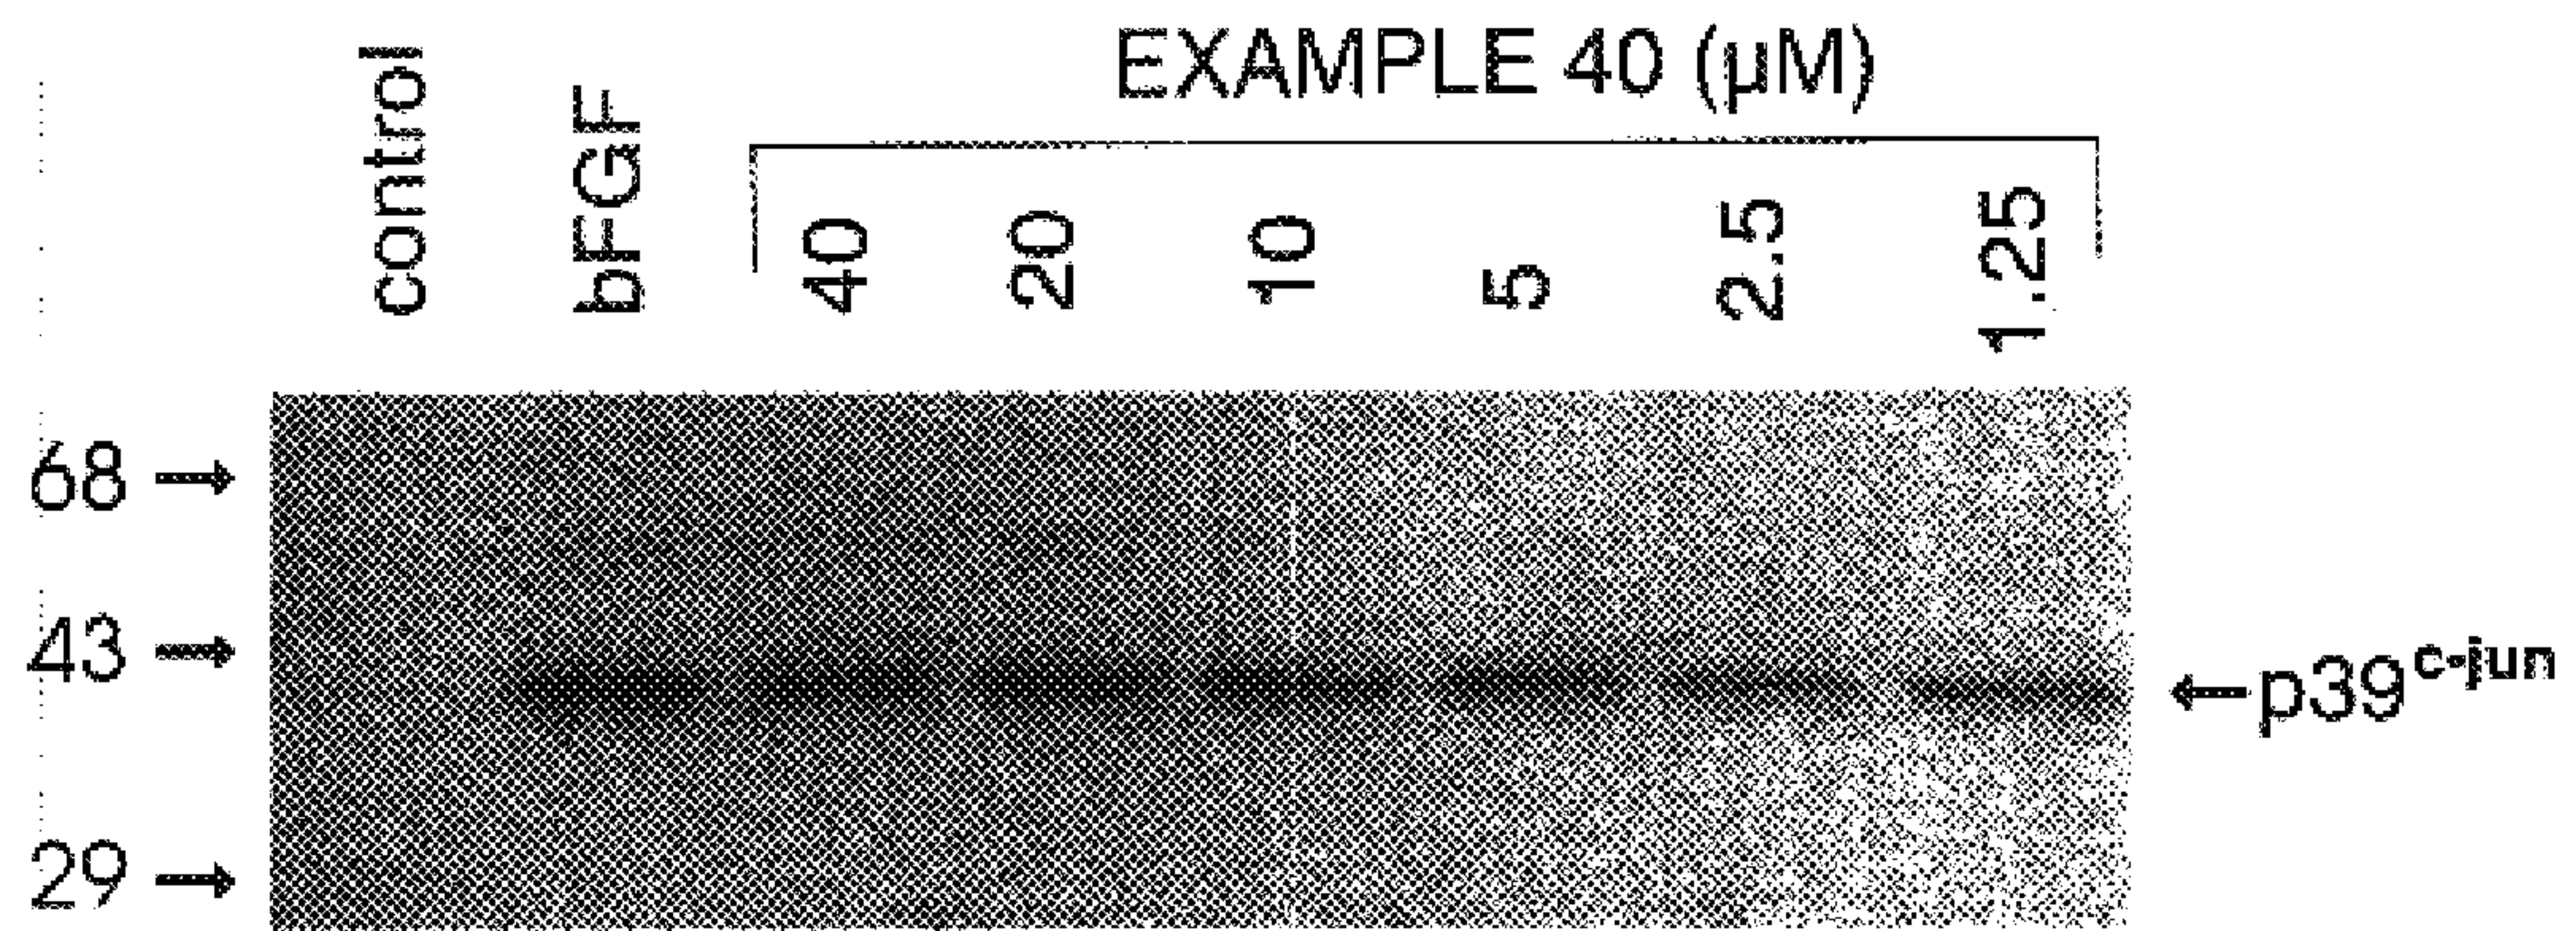 EXAMPLE 40 (μM)
control
bFGF
40
20
10
5
2.5
1.25
68 →
43 →
29 →
←p39c-jun